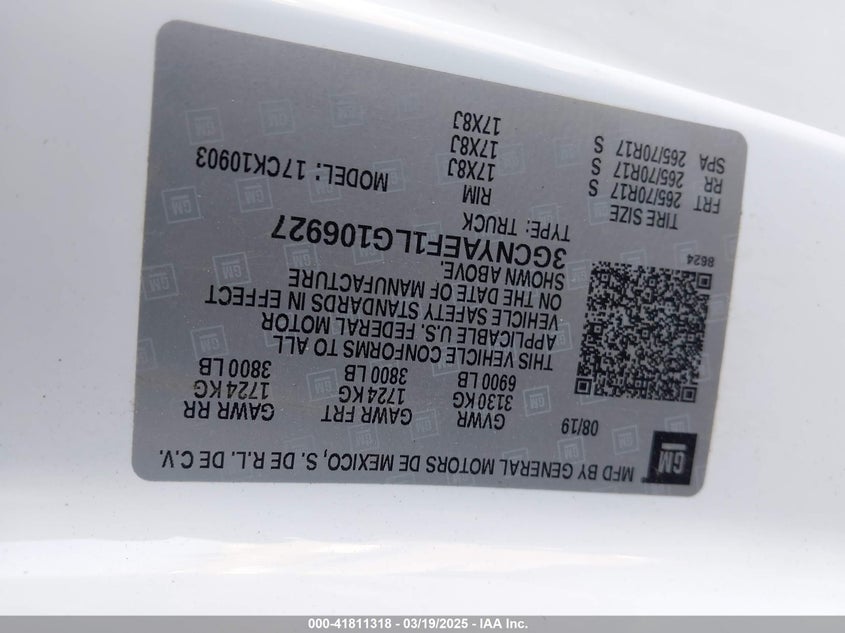 GM
MFD BY GENERAL MOTORS DE MEXICO, S. DE R.L. DE C.V.
08/19 GVWR GAWR FRT GAWR RR
3130 KG 1724 KG 1724 KG
6900 LB 3800 LB 3800 LB
THIS VEHICLE CONFORMS TO ALL
APPLICABLE U.S. FEDERAL MOTOR
VEHICLE SAFETY STANDARDS IN EFFECT
ON THE DATE OF MANUFACTURE
SHOWN ABOVE.
3GCNYAEF1LG106927
8624 TYPE: TRUCK MODEL: 17CK10903
TIRE SIZE RIM
FRT 265/70R17 S 17X8J
RR 265/70R17 S 17X8J
SPA 265/70R17 S 17X8J
000-41811318 - 03/19/2025 - IAA Inc.